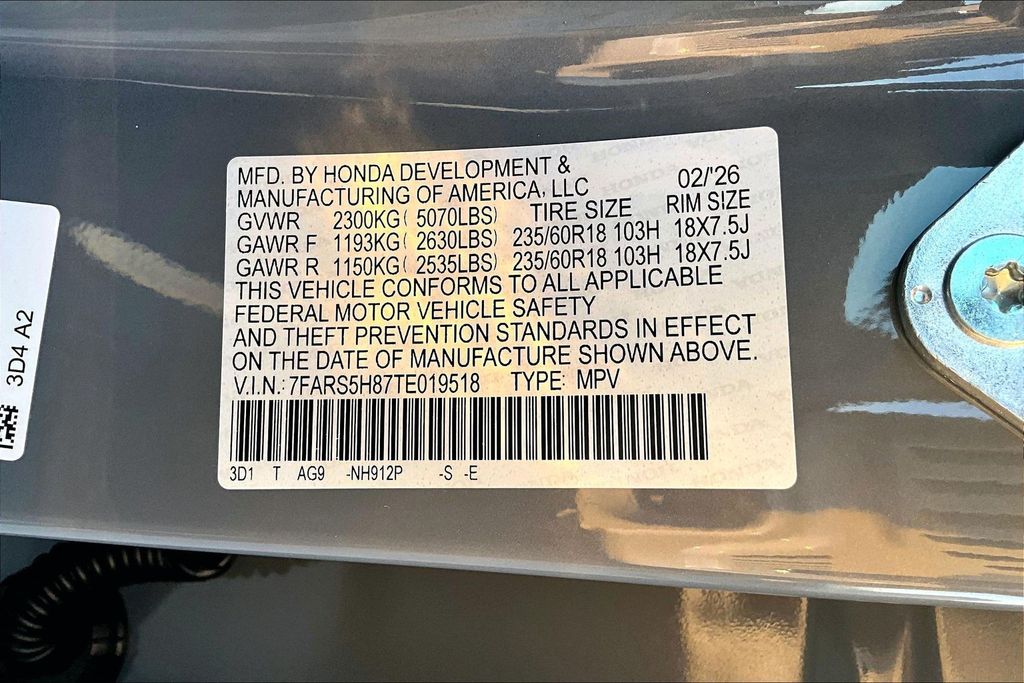 MFD. BY HONDA DEVELOPMENT &
MANUFACTURING OF AMERICA, LLC 02/'26
GVWR 2300KG( 5070LBS) TIRE SIZE RIM SIZE
GAWR F 1193KG( 2630LBS) 235/60R18 103H 18X7.5J
GAWR R 1150KG( 2535LBS) 235/60R18 103H 18X7.5J
THIS VEHICLE CONFORMS TO ALL APPLICABLE
FEDERAL MOTOR VEHICLE SAFETY
AND THEFT PREVENTION STANDARDS IN EFFECT
ON THE DATE OF MANUFACTURE SHOWN ABOVE.
V.I.N.: 7FARS5H87TE019518 TYPE: MPV
3D1 T AG9 -NH912P -S -E
3D4 A2